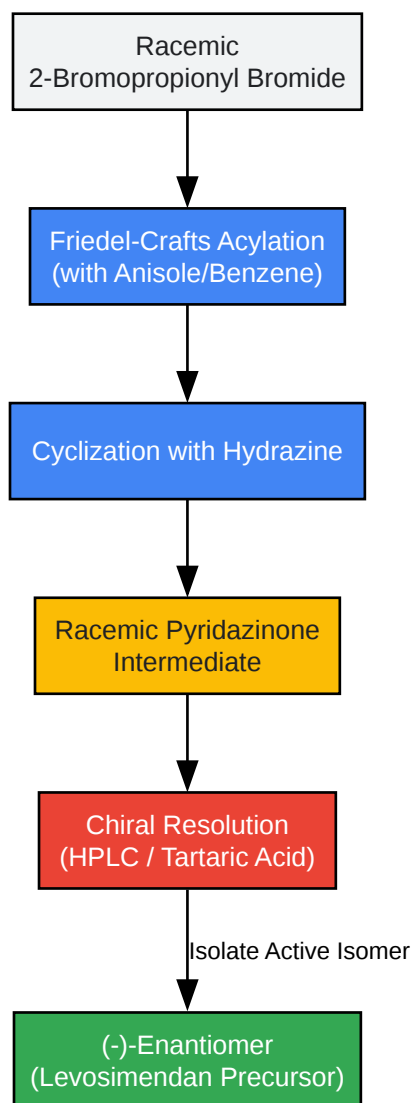 Racemic
2-Bromopropionyl Bromide
Friedel-Crafts Acylation
(with Anisole/Benzene)
Cyclization with Hydrazine
Racemic Pyridazinone
Intermediate
Chiral Resolution
(HPLC / Tartaric Acid)
Isolate Active Isomer
(-)-Enantiomer
(Levosimendan Precursor)